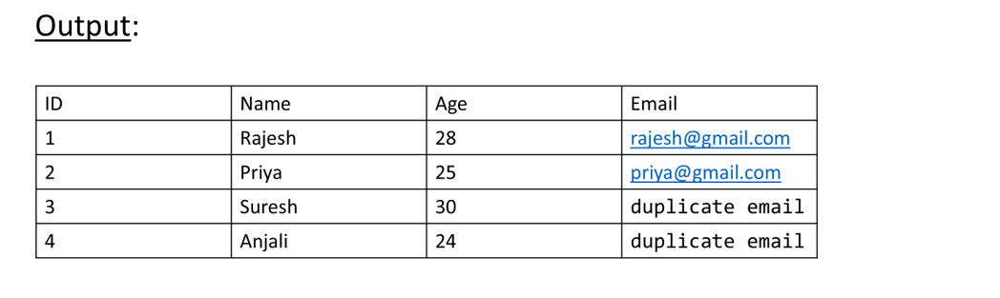 Output:
ID Name Age Email
1 Rajesh 28 rajesh@gmail.com
2 Priya 25 priya@gmail.com
3 Suresh 30 duplicate email
4 Anjali 24 duplicate email